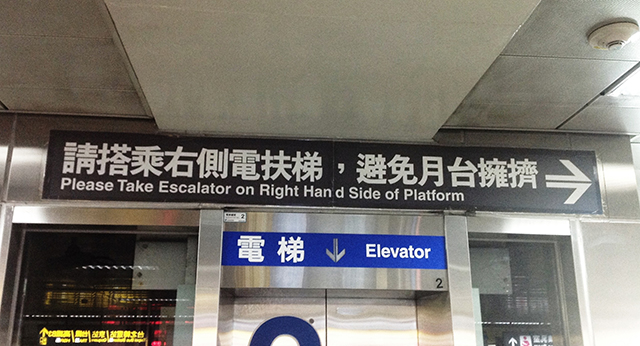 請搭乘右側電扶梯，避免月台擁擠 →
Please Take Escalator on Right Hand Side of Platform
電梯 ↓ Elevator
2
2